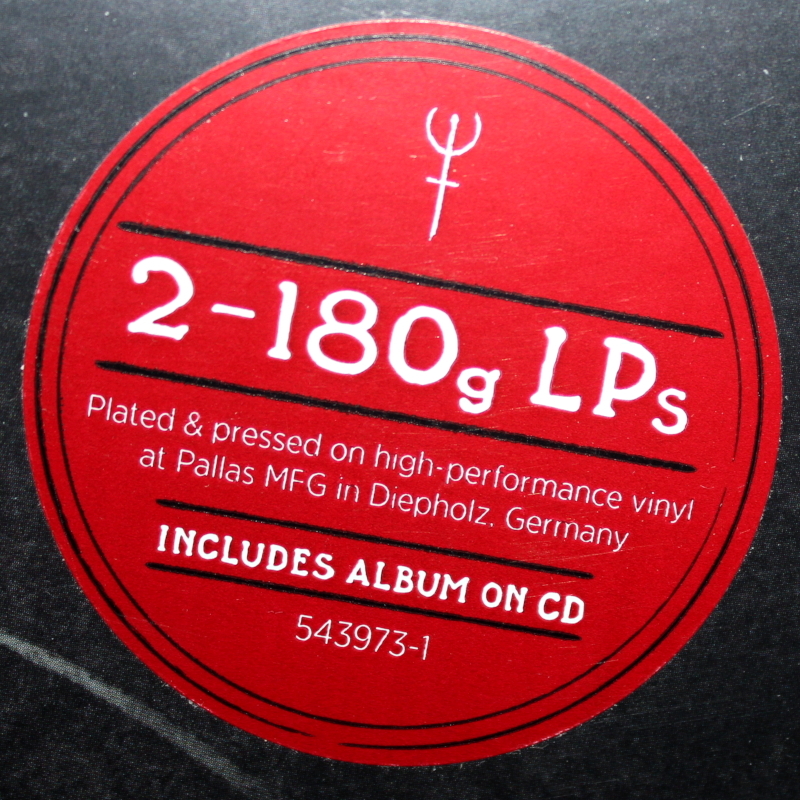 2-180g LPs
Plated & pressed on high-performance vinyl
at Pallas MFG in Diepholz, Germany
INCLUDES ALBUM ON CD
543973-1